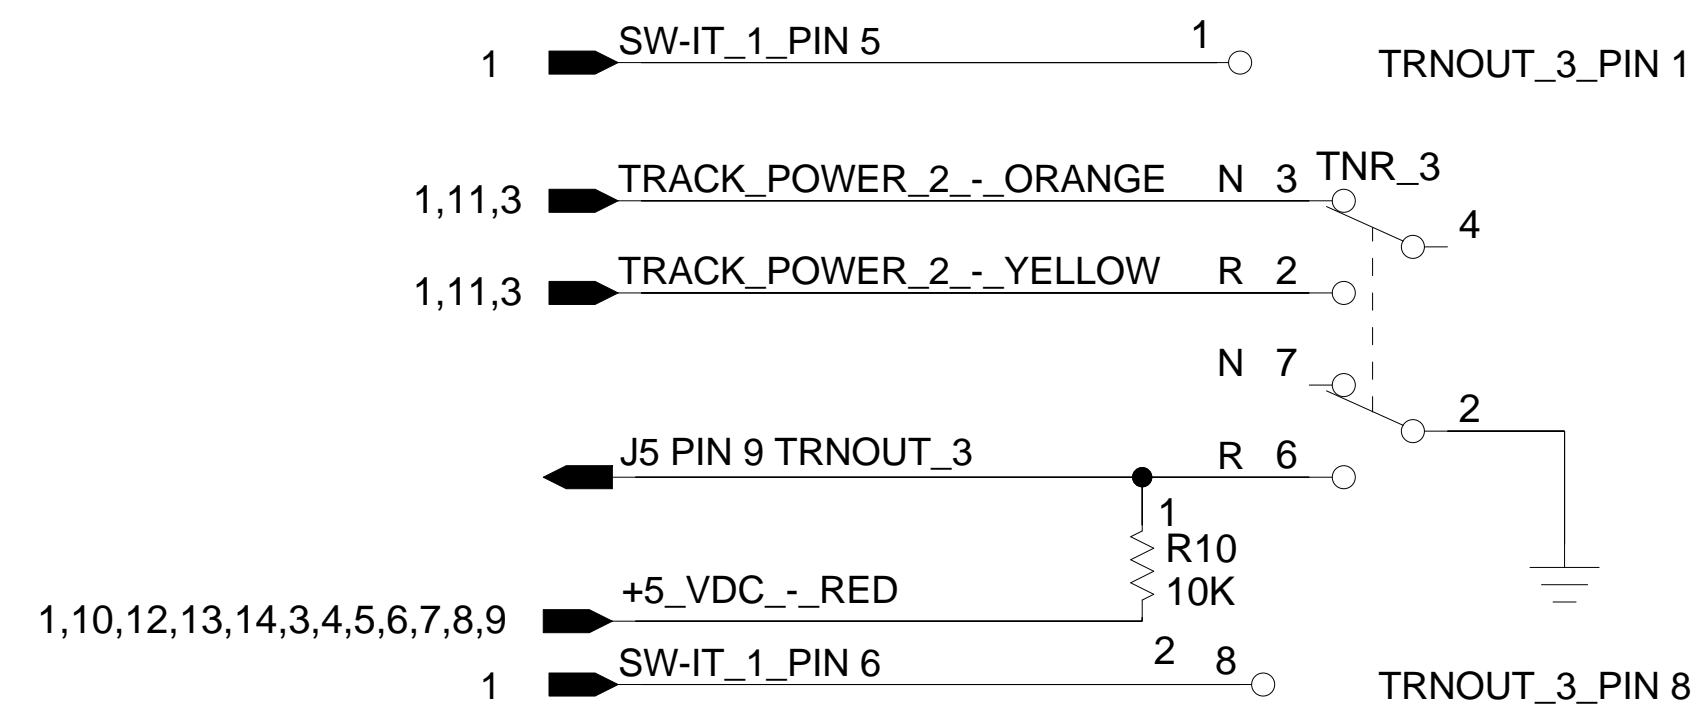 SW-IT_1_PIN 5 1
1 TRNOUT_3_PIN 1
TRACK_POWER_2_-_ORANGE N 3 TNR_3
1,11,3 4
TRACK_POWER_2_-_YELLOW R 2
1,11,3
N 7
2
J5 PIN 9 TRNOUT_3 R 6
1
R10
10K
+5_VDC_-_RED
1,10,12,13,14,3,4,5,6,7,8,9
SW-IT_1_PIN 6 2 8
1 TRNOUT_3_PIN 8